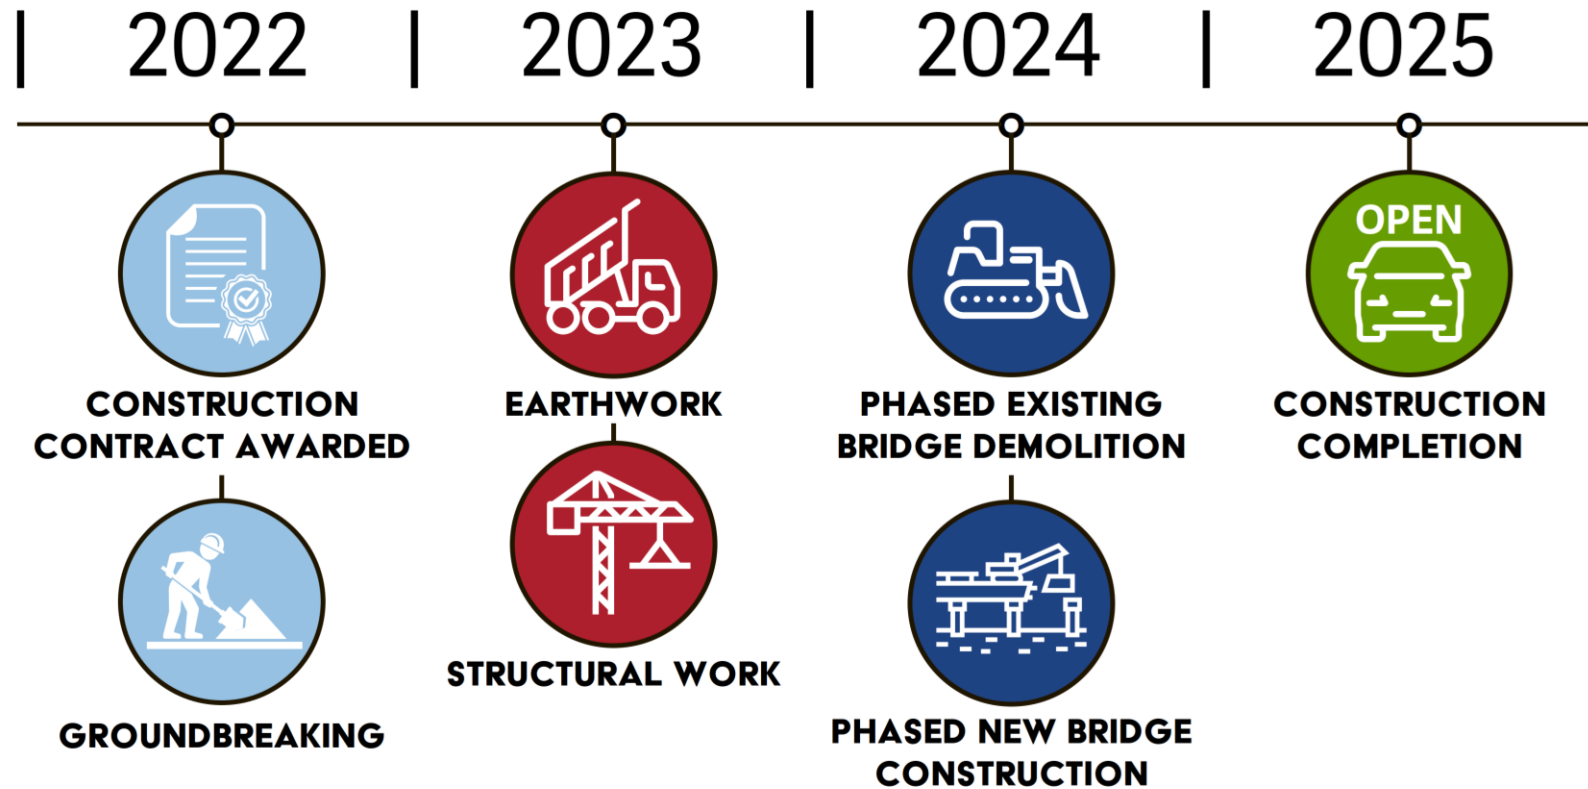 2022
2023
2024
2025
CONSTRUCTION
CONTRACT AWARDED
GROUNDBREAKING
EARTHWORK
STRUCTURAL WORK
PHASED EXISTING
BRIDGE DEMOLITION
PHASED NEW BRIDGE
CONSTRUCTION
OPEN
CONSTRUCTION
COMPLETION